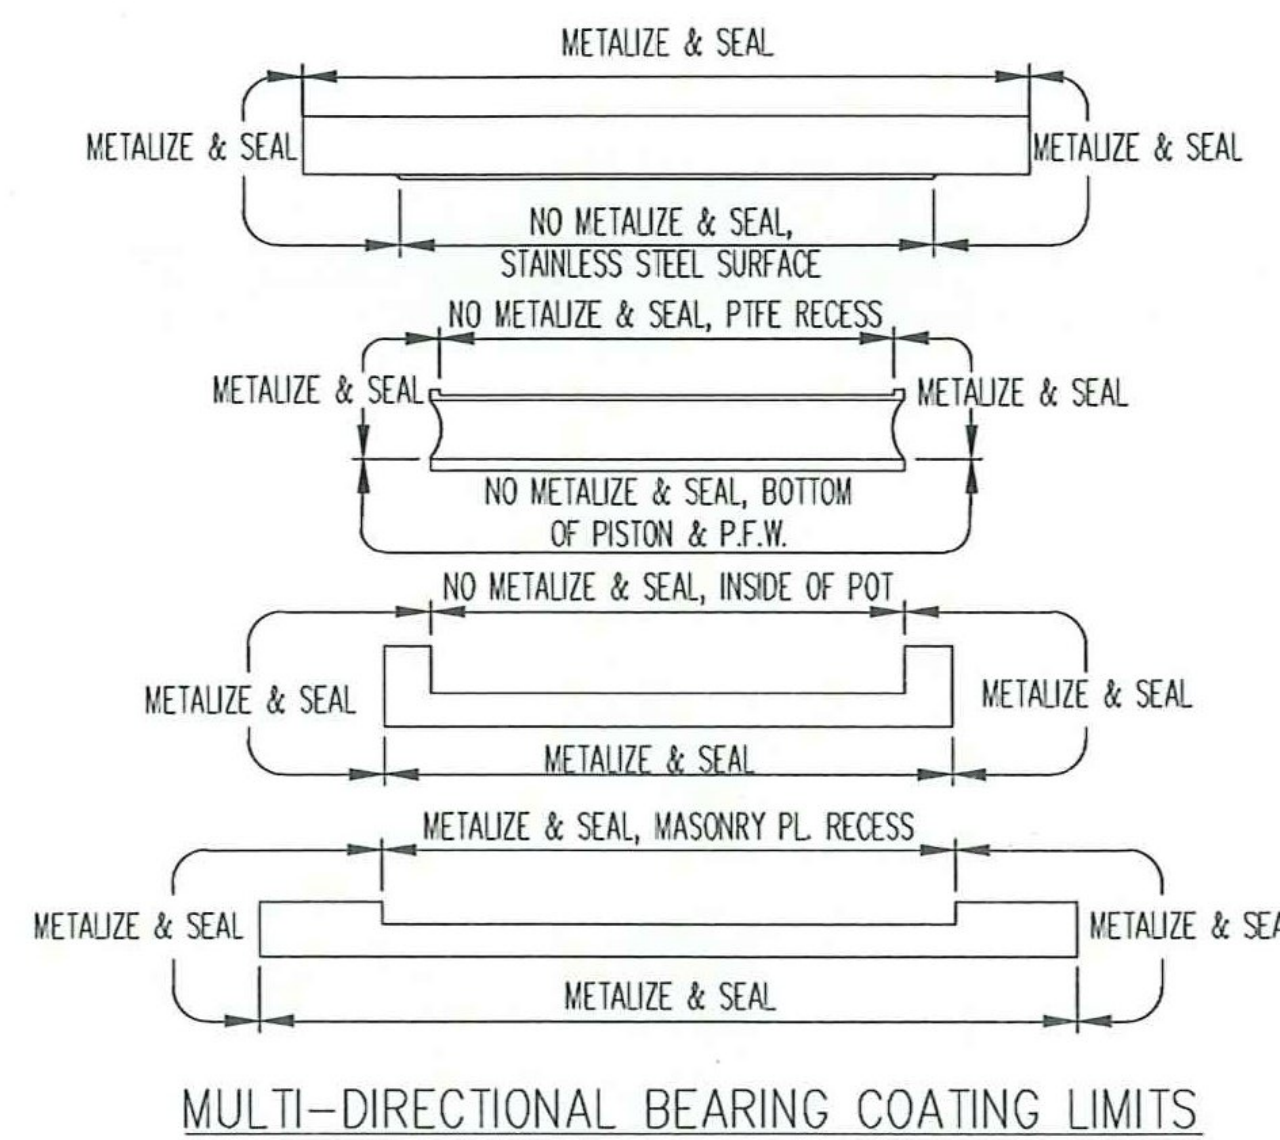 METALIZE & SEAL
METALIZE & SEAL
METALIZE & SEAL
NO METALIZE & SEAL,
STAINLESS STEEL SURFACE
NO METALIZE & SEAL, PTFE RECESS
METALIZE & SEAL
METALIZE & SEAL
NO METALIZE & SEAL, BOTTOM
OF PISTON & P.F.W.
NO METALIZE & SEAL, INSIDE OF POT
METALIZE & SEAL
METALIZE & SEAL
METALIZE & SEAL
METALIZE & SEAL, MASONRY PL. RECESS
METALIZE & SEAL
METALIZE & SEA
METALIZE & SEAL
MULTI-DIRECTIONAL BEARING COATING LIMITS